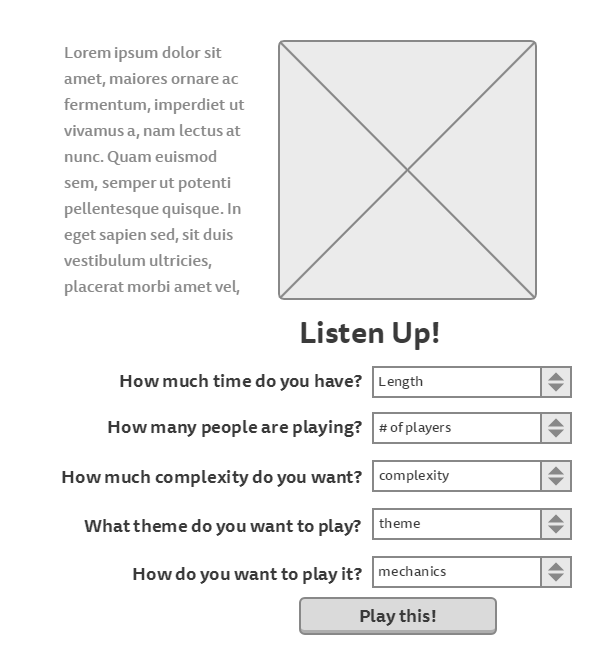 Lorem ipsum dolor sit
amet, maiores ornare ac
fermentum, imperdiet ut
vivamus a, nam lectus at
nunc. Quam euismod
sem, semper ut potenti
pellentesque quisque. In
eget sapien sed, sit duis
vestibulum ultricies,
placerat morbi amet vel,
Listen Up!
How much time do you have? Length
How many people are playing? # of players
How much complexity do you want? complexity
What theme do you want to play? theme
How do you want to play it? mechanics
Play this!